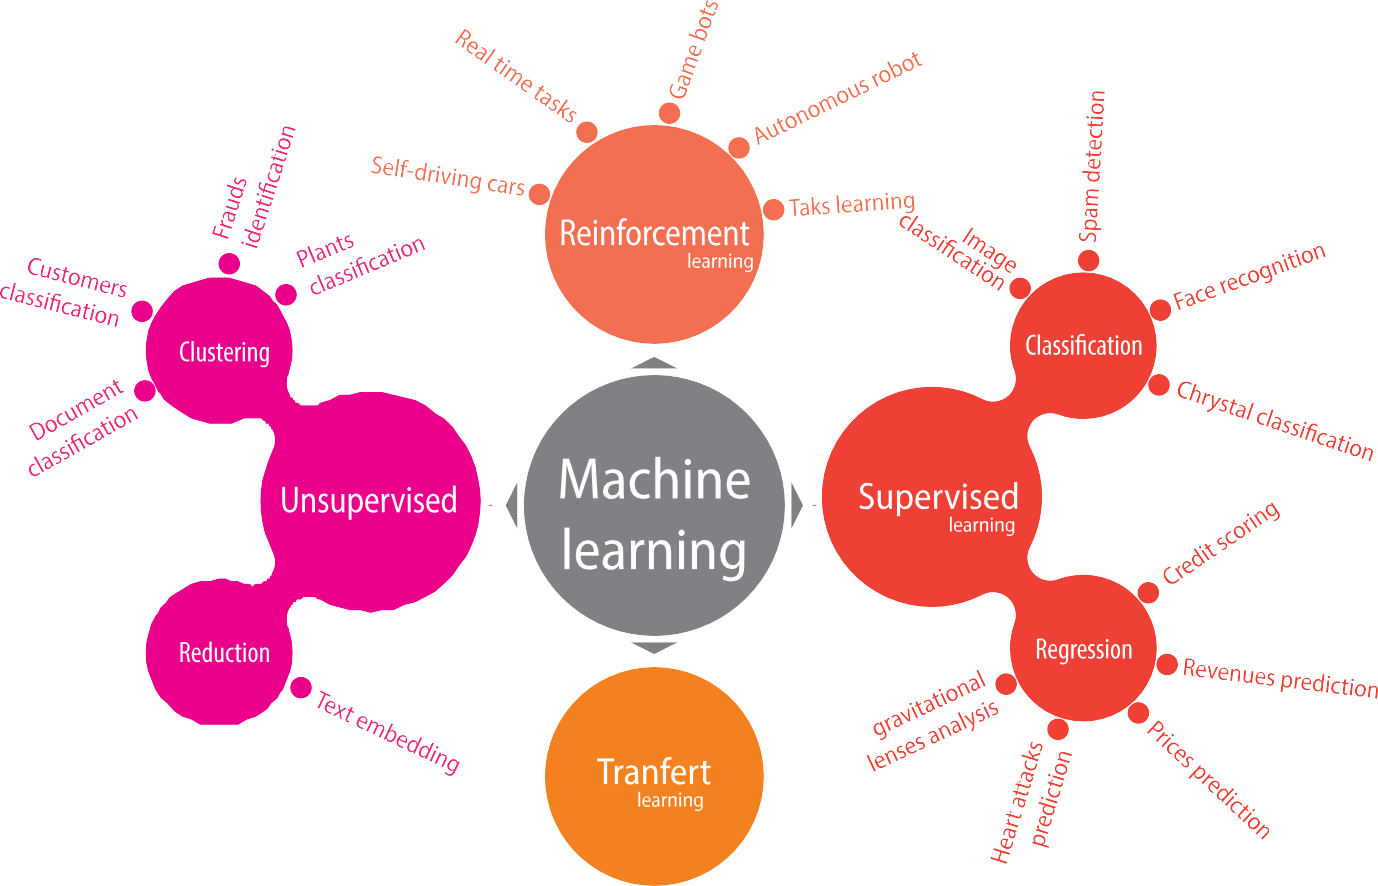 Game bots
Real time tasks
Autonomous robot
Self-driving cars
Taks learning
Reinforcement
learning
Frauds
identification
Plants
classification
Customers
classification
Clustering
Document
classification
Unsupervised
Reduction
Text embedding
Machine
learning
Spam detection
Image
classification
Face recognition
Classification
Chrystal classification
Supervised
learning
Credit scoring
Regression
Revenues prediction
gravitational
lenses analysis
Prices prediction
Heart attacks
prediction
Tranfert
learning